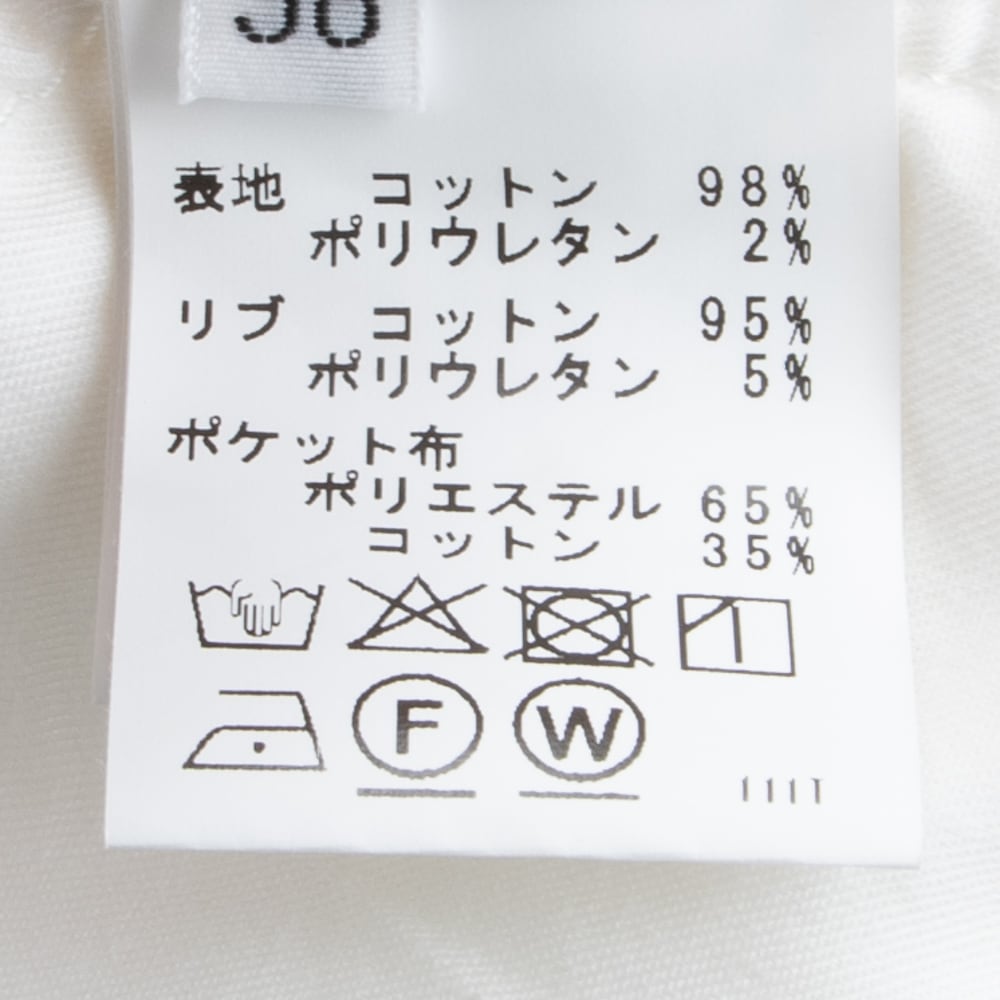 表地 コットン 98%
ポリウレタン 2%
リブ コットン 95%
ポリウレタン 5%
ポケット布
ポリエステル 65%
コットン 35%
F W
111T